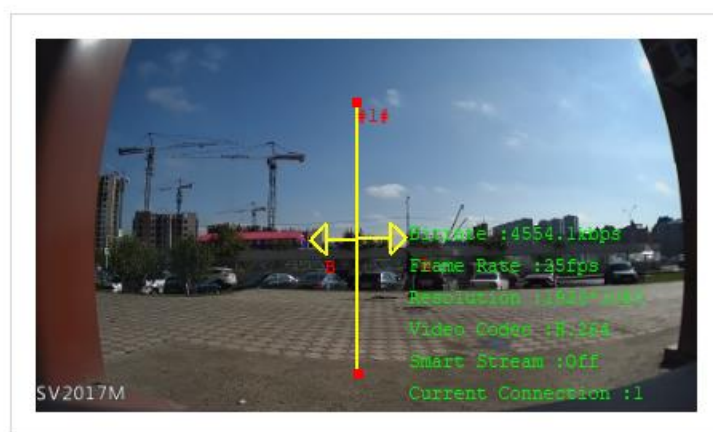 #1#
Bitrate :4554.1kbps
B
Frame Rate :25fps
Resolution :1920*1080
Video Codec :H.264
Smart Stream :Off
SV2017M
Current Connection :1